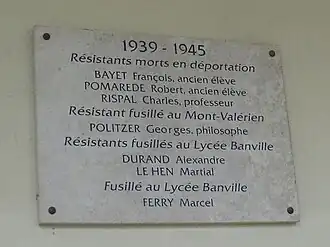 1939 - 1945
Résistants morts en déportation
BAYET François, ancien élève
POMAREDE Robert, ancien élève
RISPAL Charles, professeur
Résistant fusillé au Mont-Valérien
POLITZER Georges, philosophe
Résistants fusillés au Lycée Banville
DURAND Alexandre
LE HEN Martial
Fusillé au Lycée Banville
FERRY Marcel